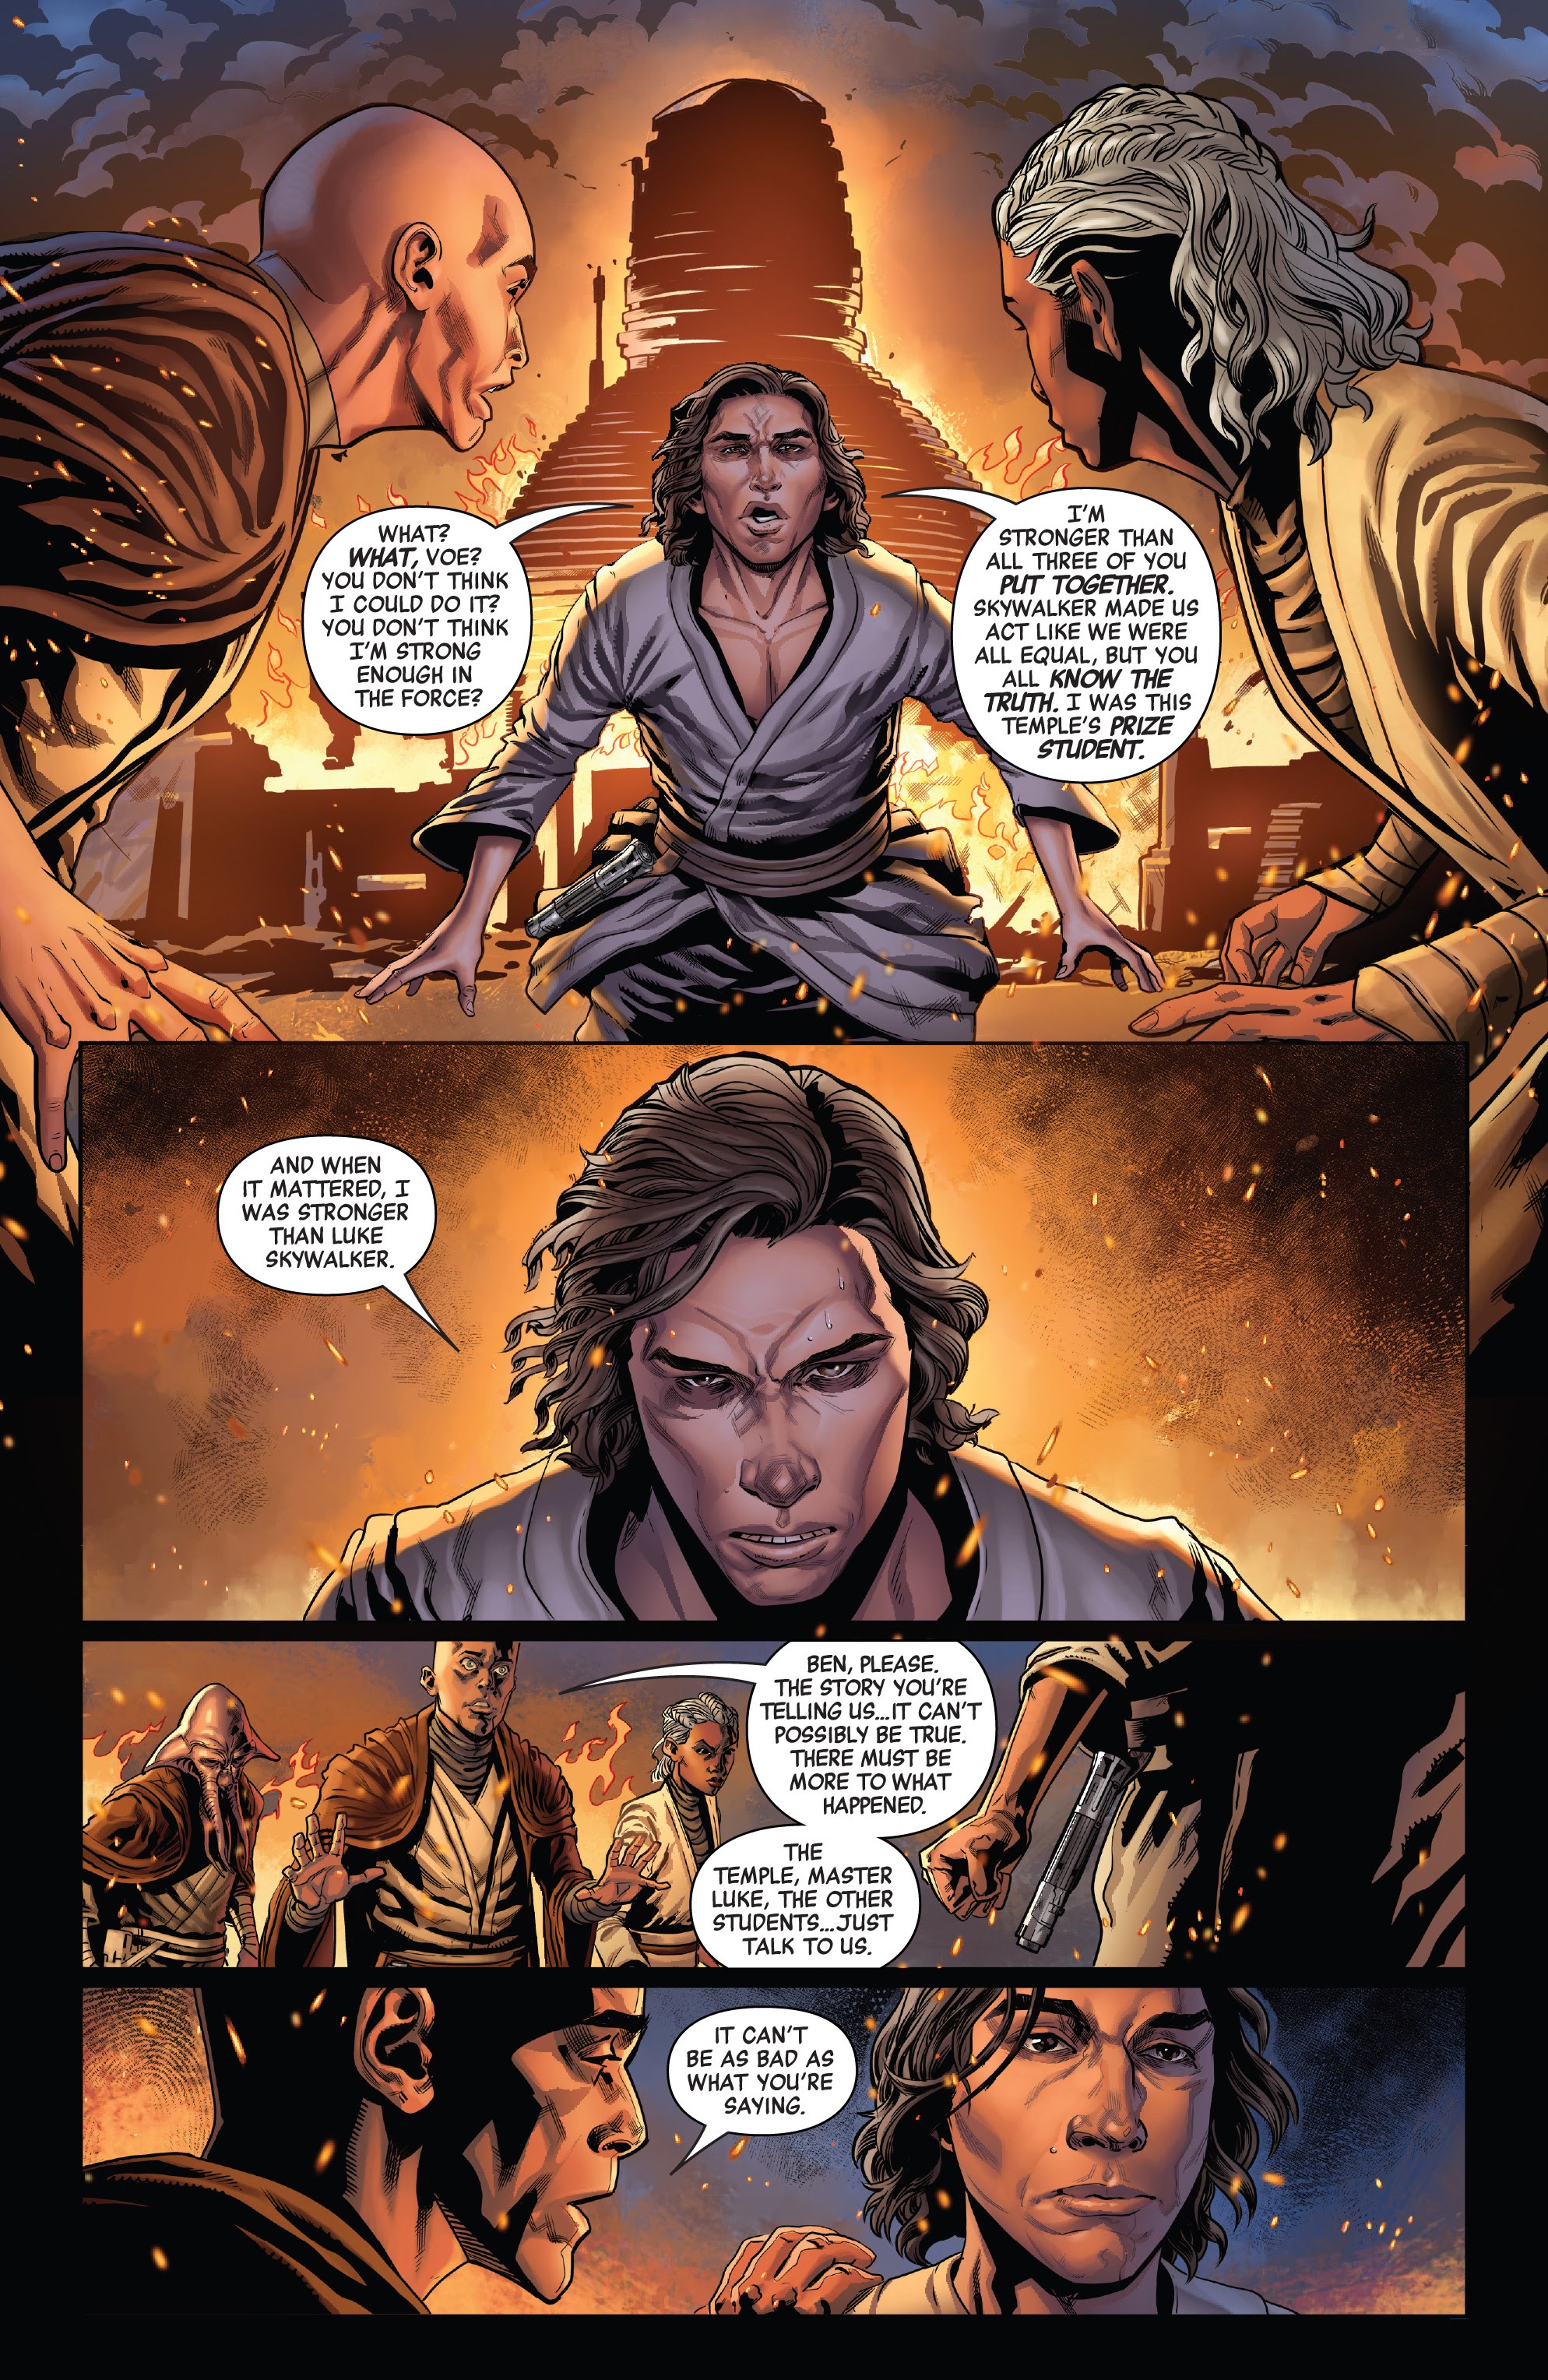 WHAT?
WHAT, VOE?
YOU DON'T THINK
I COULD DO IT?
YOU DON'T THINK
I'M STRONG
ENOUGH IN
THE FORCE?
I'M
STRONGER THAN
ALL THREE OF YOU
PUT TOGETHER.
SKYWALKER MADE US
ACT LIKE WE WERE
ALL EQUAL, BUT YOU
ALL KNOW THE
TRUTH. I WAS THIS
TEMPLE'S PRIZE
STUDENT.
AND WHEN
IT MATTERED, I
WAS STRONGER
THAN LUKE
SKYWALKER.
BEN, PLEASE.
THE STORY YOU'RE
TELLING US...IT CAN'T
POSSIBLY BE TRUE.
THERE MUST BE
MORE TO WHAT
HAPPENED.
THE
TEMPLE, MASTER
LUKE, THE OTHER
STUDENTS...JUST
TALK TO US.
IT CAN'T
BE AS BAD AS
WHAT YOU'RE
SAYING.